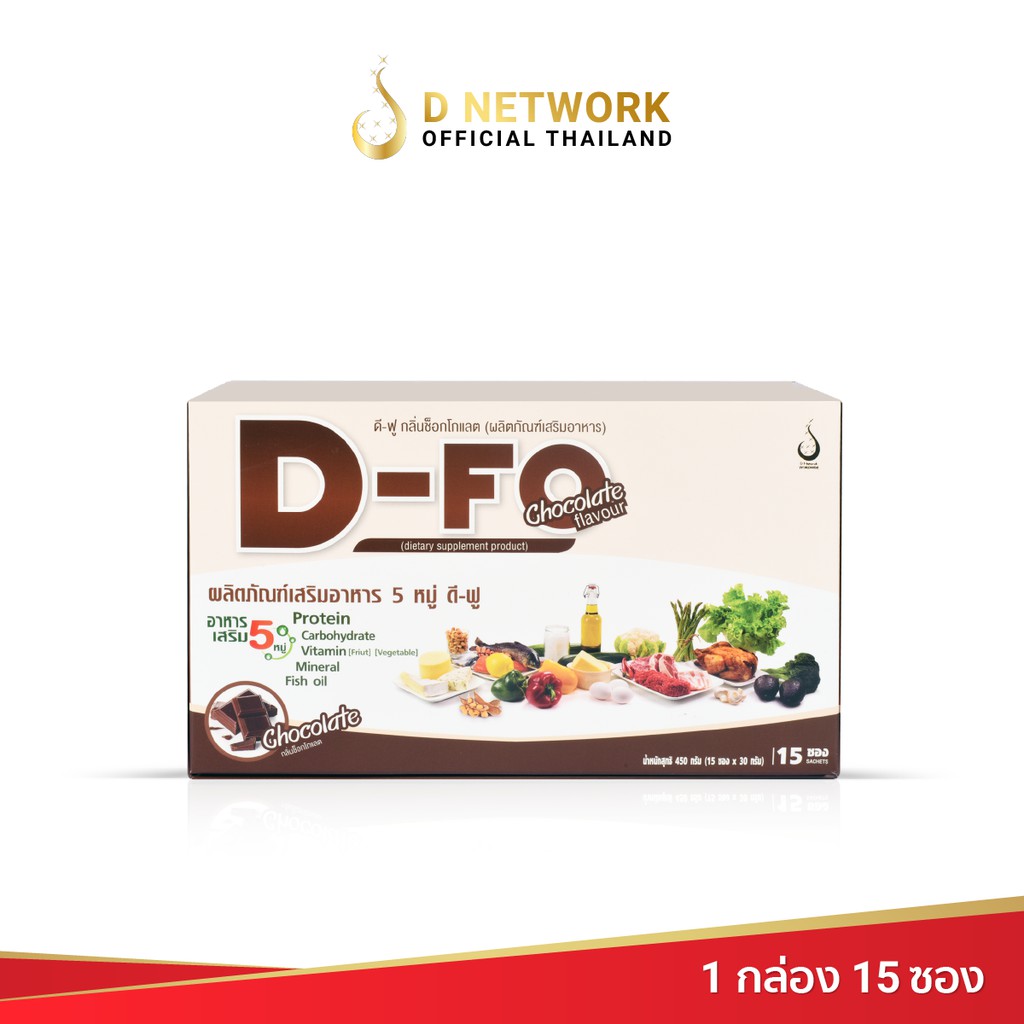 D NETWORK
OFFICIAL THAILAND
ดี-ฟู กลิ่นช็อกโกแลต (ผลิตภัณฑ์เสริมอาหาร)
D-FO
Chocolate
flavour
(dietary supplement product)
ผลิตภัณฑ์เสริมอาหาร 5 หมู่ ดี-ฟู
อาหาร
เสริม 5 หมู่
Protein
Carbohydrate
Vitamin [Friut] [Vegetable]
Mineral
Fish oil
Chocolate
กลิ่นช็อกโกแลต
น้ำหนักสุทธิ 450 กรัม (15 ซอง x 30 กรัม)
15 ซอง
SACHETS
1 กล่อง 15 ซอง